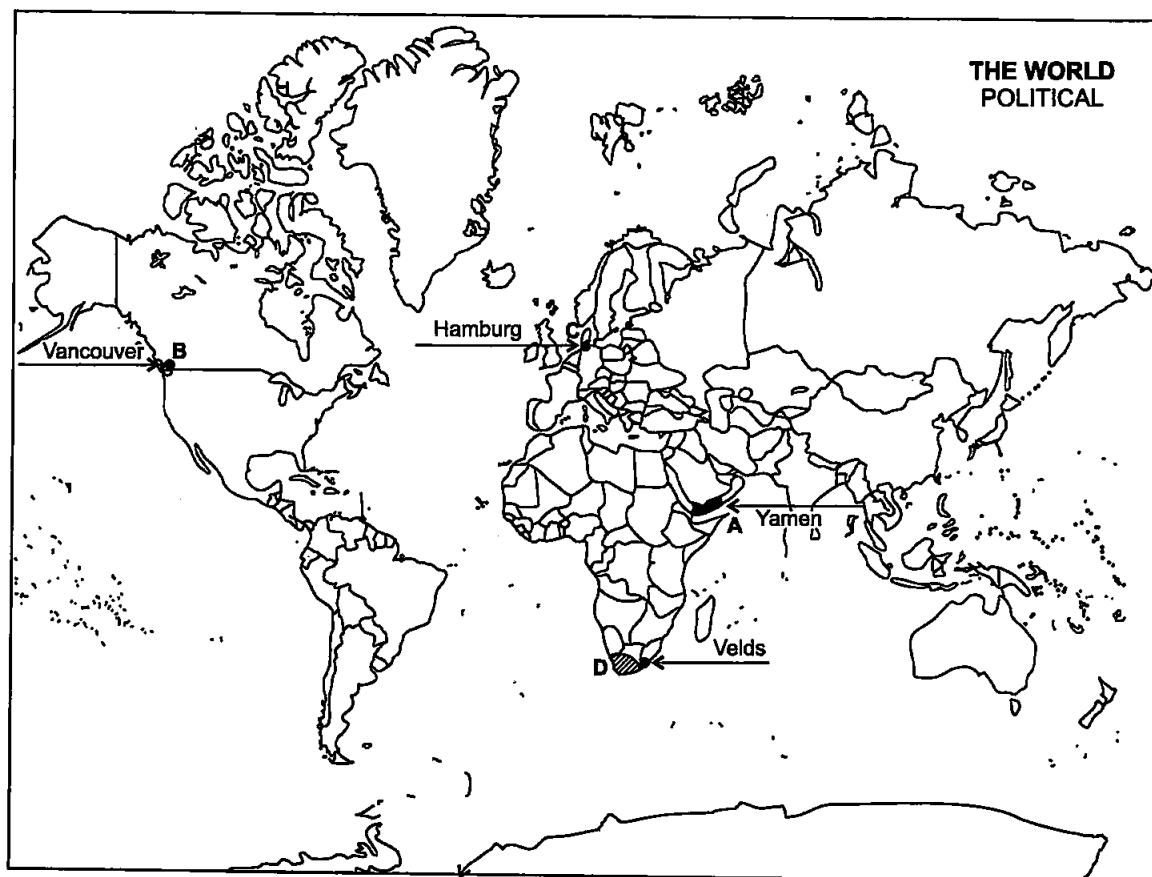 THE WORLD
POLITICAL
Hamburg
C
Vancouver
B
Yamen
A
Velds
D